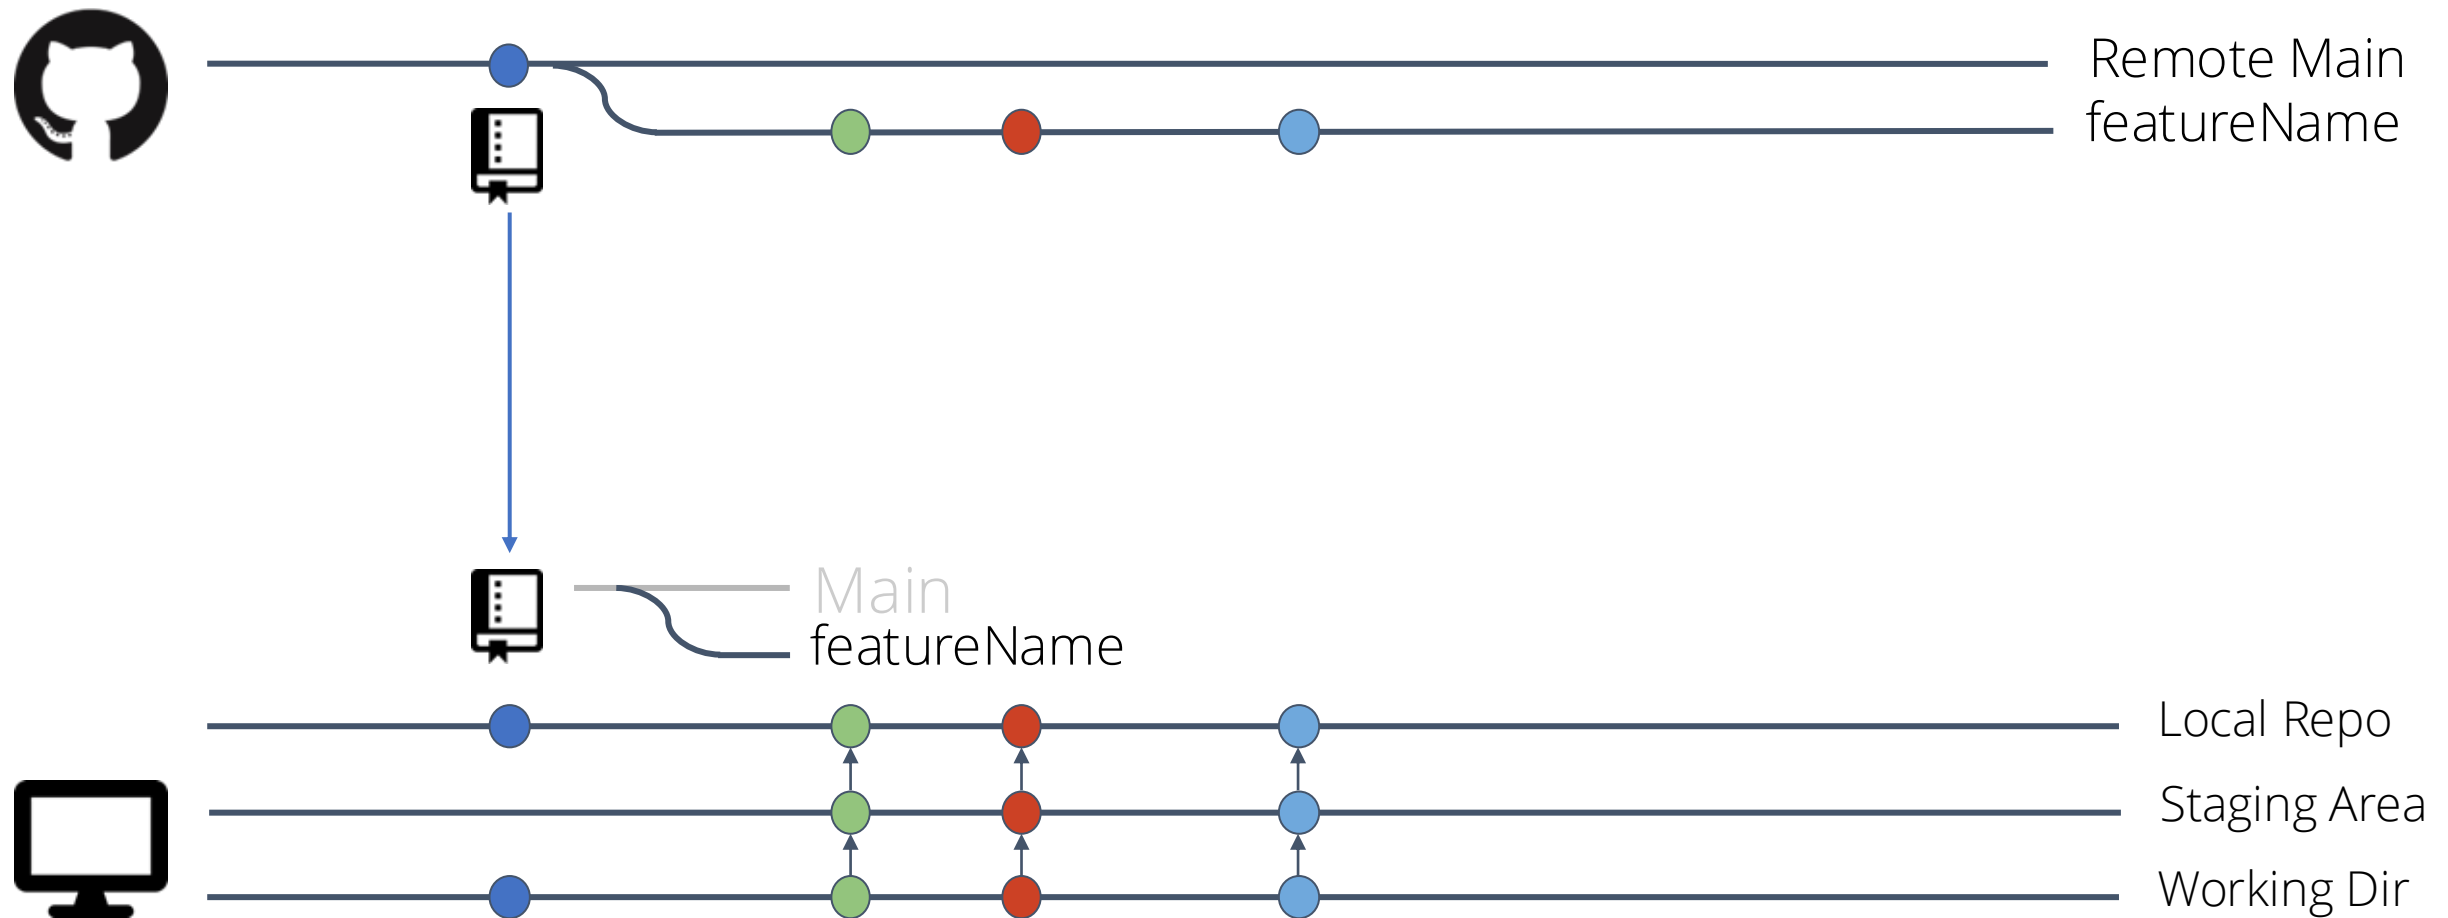 Remote Main
featureName
Main
featureName
Local Repo
Staging Area
Working Dir